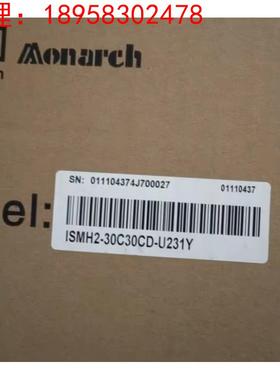 理：18958302478
Monarch
n
SN: 011104374J700027 01110437
el:
ISMH2-30C30CD-U231Y